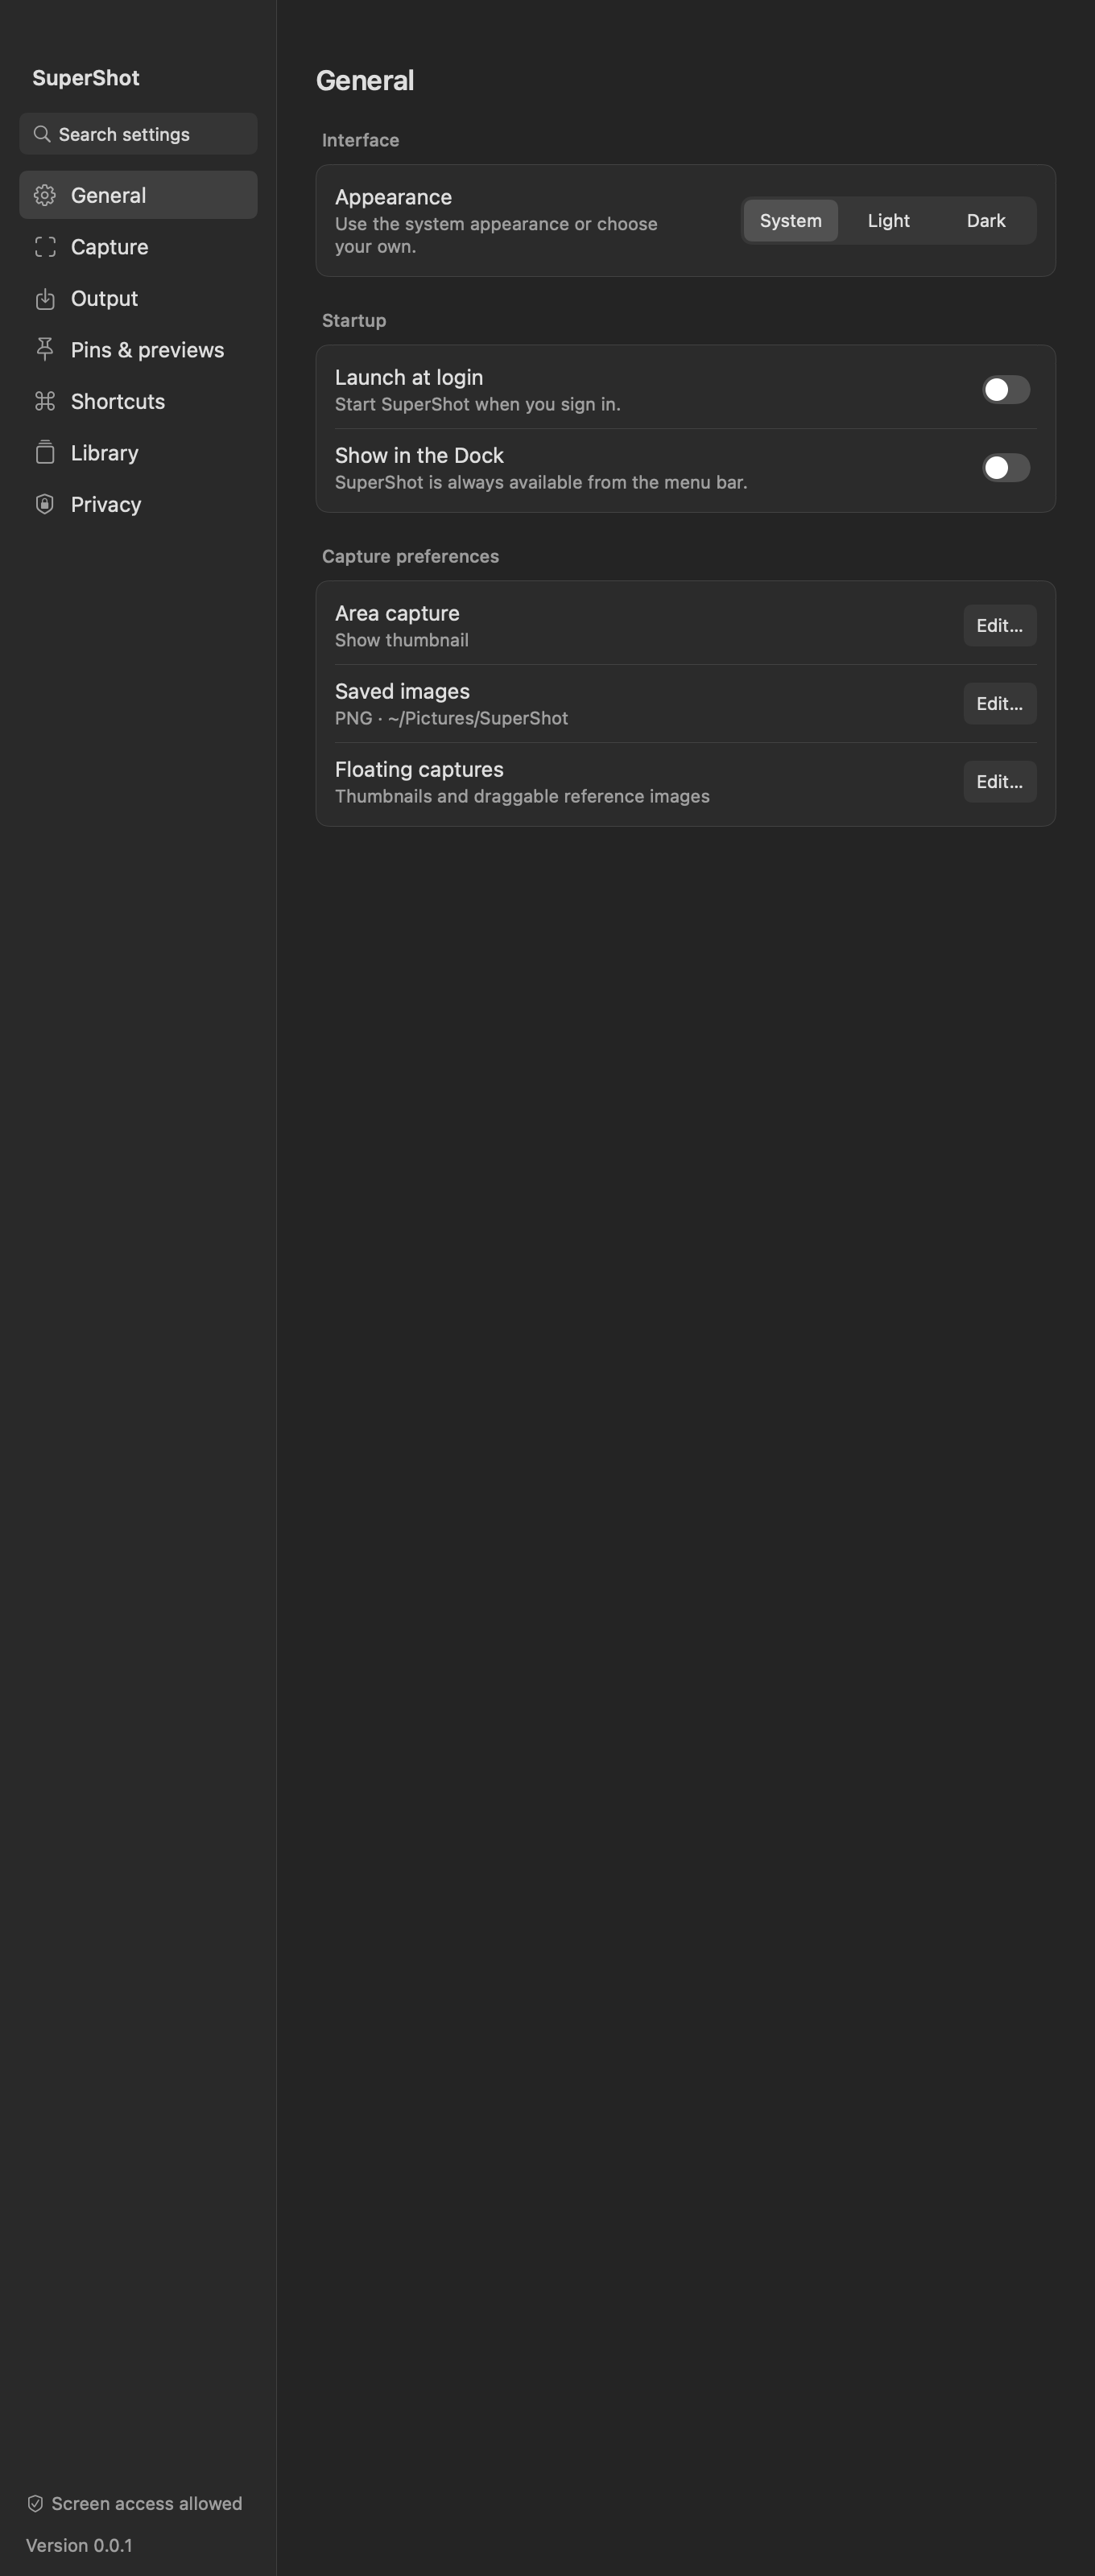 SuperShot
Search settings
General
Capture
Output
Pins & previews
Shortcuts
Library
Privacy
Screen access allowed
Version 0.0.1
General
Interface
Appearance
Use the system appearance or choose
your own.
System Light Dark
Startup
Launch at login
Start SuperShot when you sign in.
Show in the Dock
SuperShot is always available from the menu bar.
Capture preferences
Area capture
Show thumbnail
Edit...
Saved images
PNG · ~/Pictures/SuperShot
Edit...
Floating captures
Thumbnails and draggable reference images
Edit...